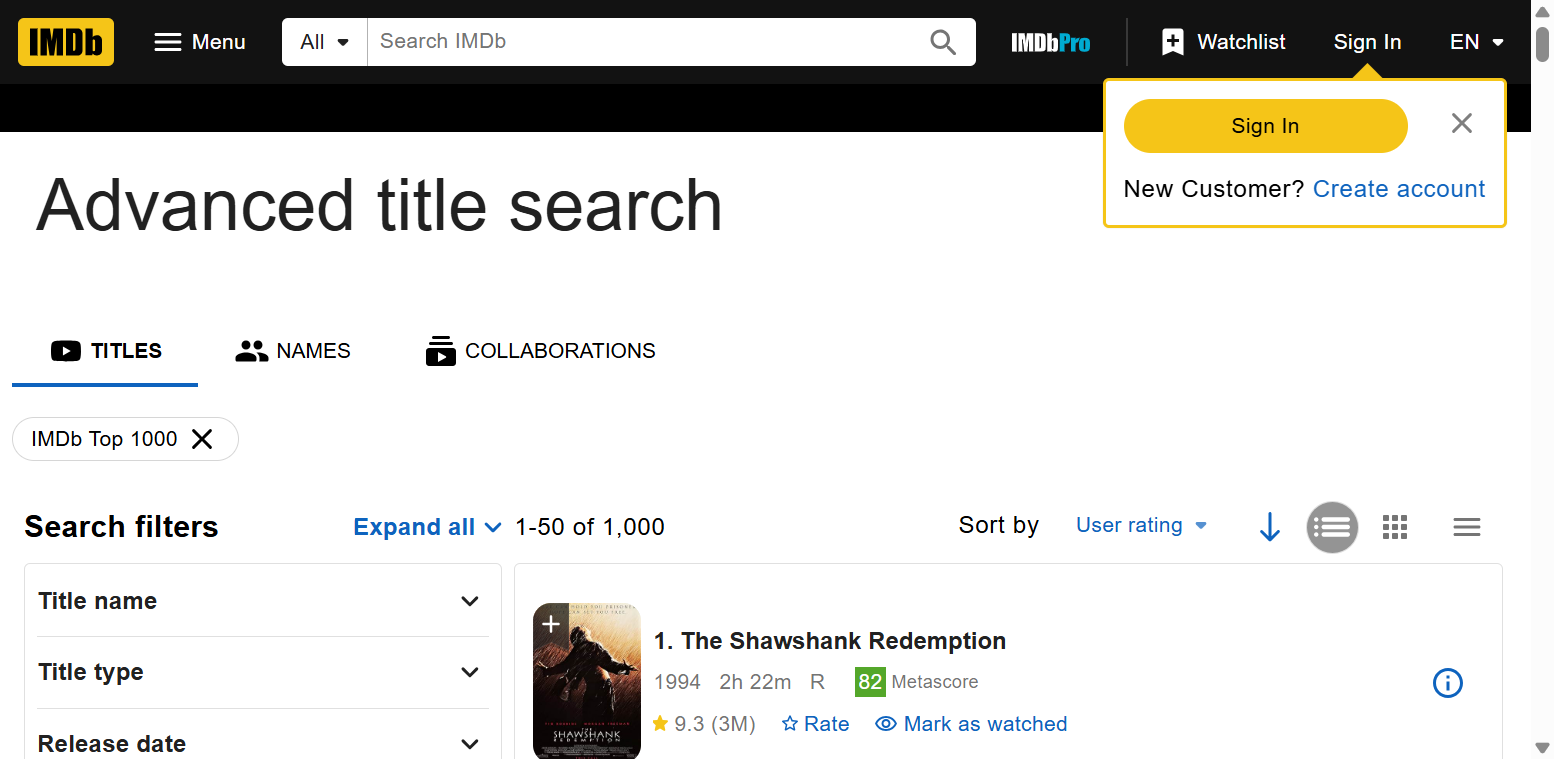 IMDb Menu All Search IMDb IMDbPro Watchlist Sign In EN
Sign In
New Customer? Create account
Advanced title search
TITLES NAMES COLLABORATIONS
IMDb Top 1000
Search filters Expand all 1-50 of 1,000 Sort by User rating
Title name
Title type
Release date
1. The Shawshank Redemption
1994 2h 22m R 82 Metascore
9.3 (3M) Rate Mark as watched
THE
SHAWSHANK
REDEMPTION